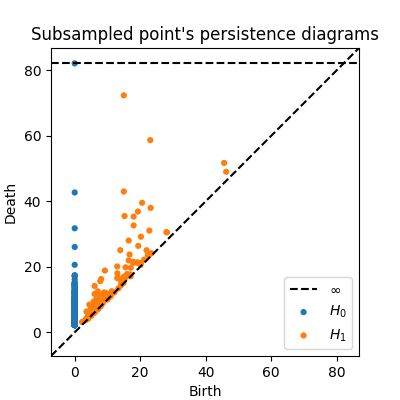 Subsampled point's persistence diagrams
Death
80
60
40
20
0
0 20 40 60 80
Birth
∞
H₀
H₁